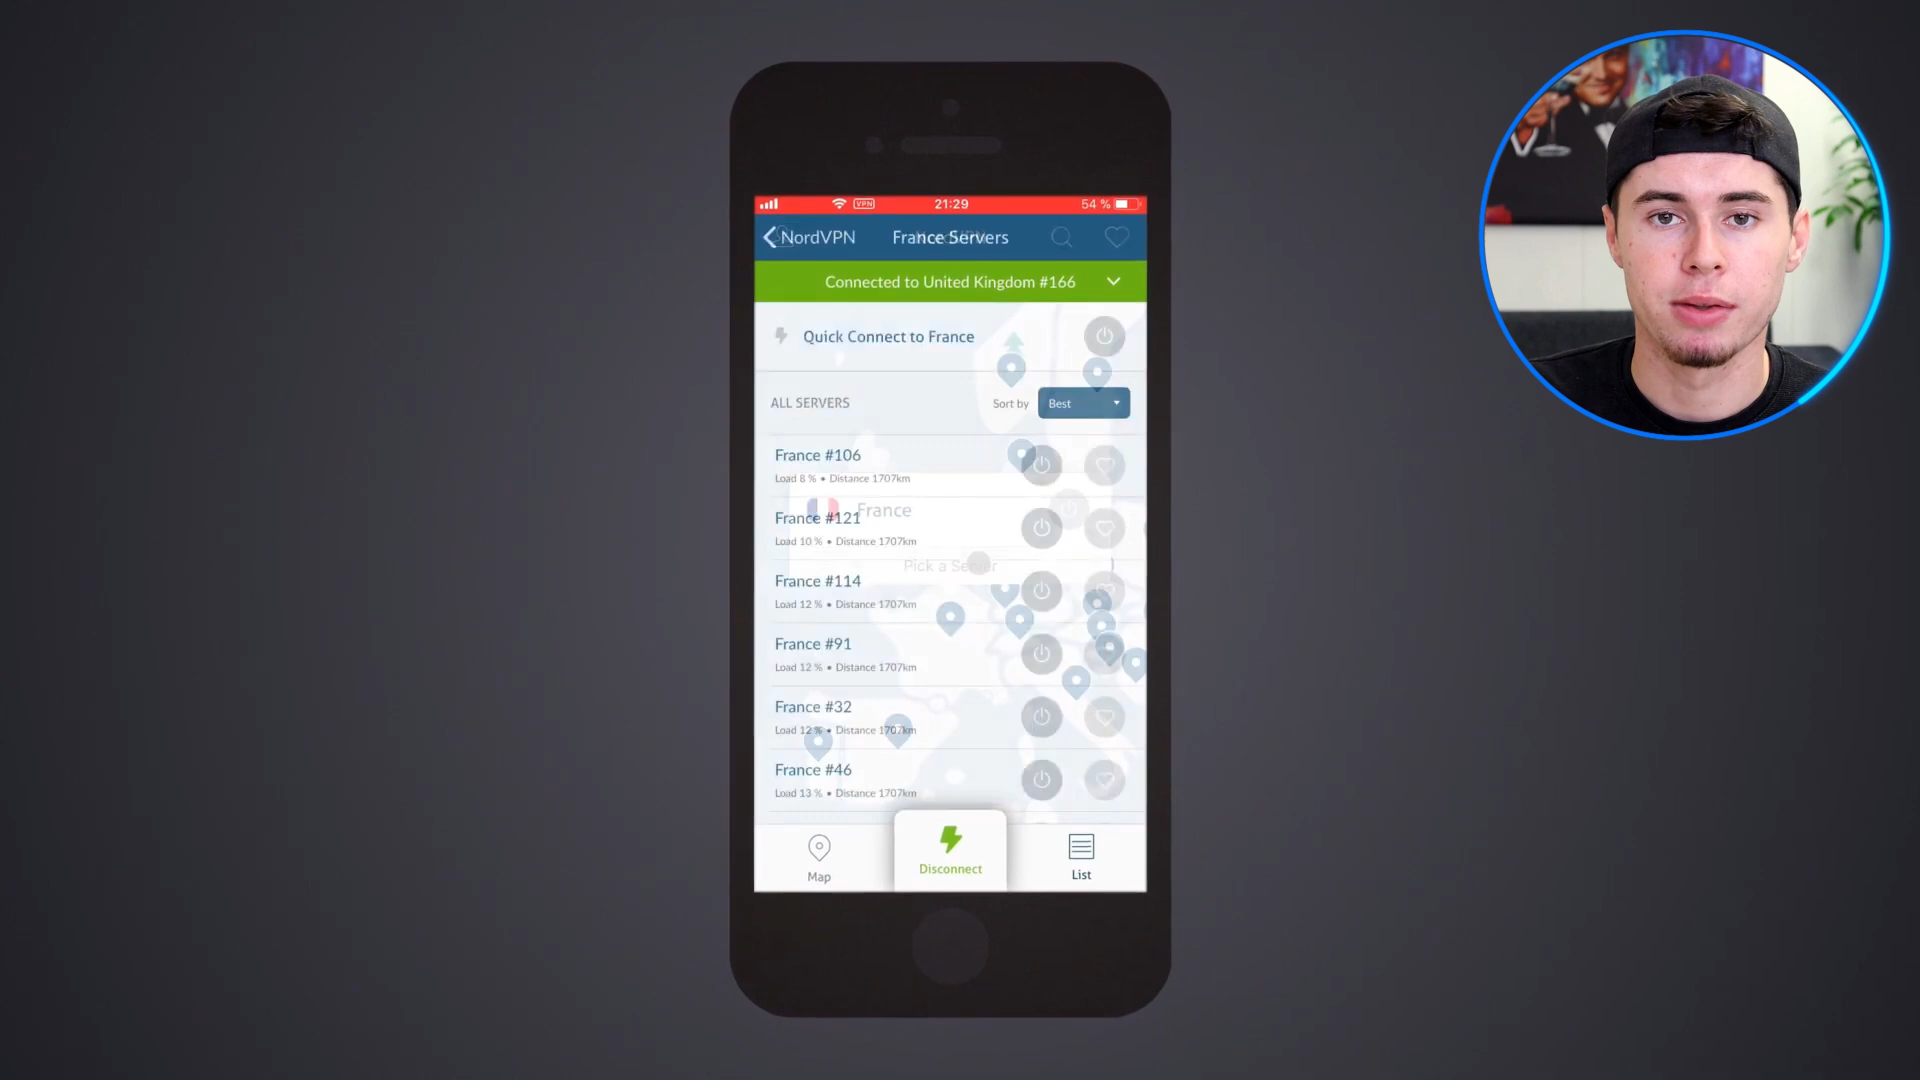 VPN 21:29 54 %
NordVPN France Servers
Connected to United Kingdom #166
Quick Connect to France
ALL SERVERS Sort by Best
France #106
Load 8 % • Distance 1707km
France
France #121
Load 10 % • Distance 1707km
Pick a Server
France #114
Load 12 % • Distance 1707km
France #91
Load 12 % • Distance 1707km
France #32
Load 12 % • Distance 1707km
France #46
Load 13 % • Distance 1707km
Map Disconnect List